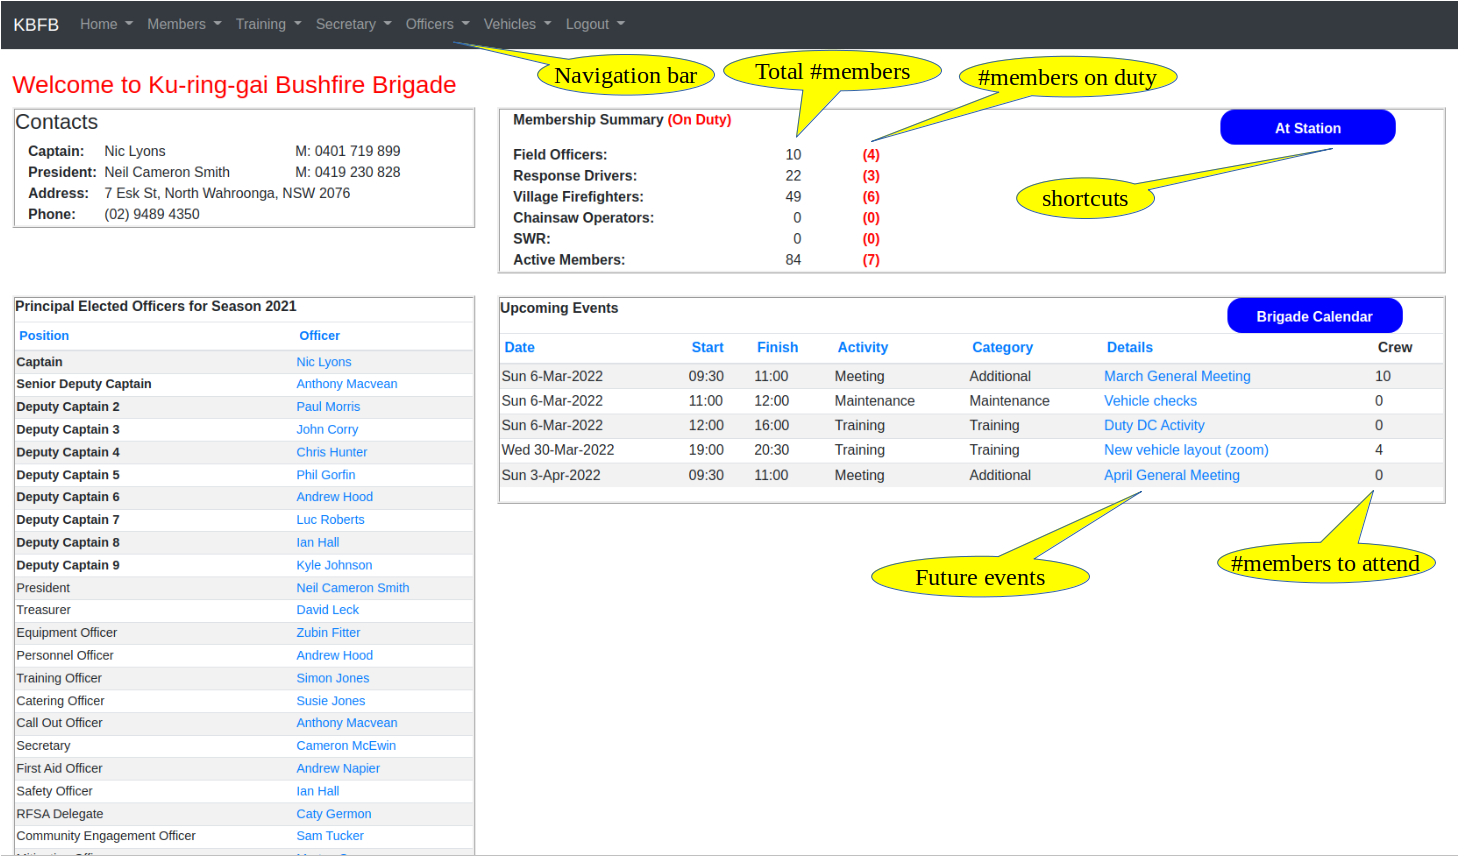 KBFB Home Members Training Secretary Officers Vehicles Logout
Navigation bar
Total #members
#members on duty
Welcome to Ku-ring-gai Bushfire Brigade
Contacts
Captain: Nic Lyons M: 0401 719 899
President: Neil Cameron Smith M: 0419 230 828
Address: 7 Esk St, North Wahroonga, NSW 2076
Phone: (02) 9489 4350
Membership Summary (On Duty)
At Station
Field Officers: 10 (4)
Response Drivers: 22 (3)
Village Firefighters: 49 (6)
Chainsaw Operators: 0 (0)
SWR: 0 (0)
Active Members: 84 (7)
shortcuts
Principal Elected Officers for Season 2021
Position Officer
Captain Nic Lyons
Senior Deputy Captain Anthony Macvean
Deputy Captain 2 Paul Morris
Deputy Captain 3 John Corry
Deputy Captain 4 Chris Hunter
Deputy Captain 5 Phil Gorfin
Deputy Captain 6 Andrew Hood
Deputy Captain 7 Luc Roberts
Deputy Captain 8 Ian Hall
Deputy Captain 9 Kyle Johnson
President Neil Cameron Smith
Treasurer David Leck
Equipment Officer Zubin Fitter
Personnel Officer Andrew Hood
Training Officer Simon Jones
Catering Officer Susie Jones
Call Out Officer Anthony Macvean
Secretary Cameron McEwin
First Aid Officer Andrew Napier
Safety Officer Ian Hall
RFSA Delegate Caty Germon
Community Engagement Officer Sam Tucker
Upcoming Events
Brigade Calendar
Date Start Finish Activity Category Details Crew
Sun 6-Mar-2022 09:30 11:00 Meeting Additional March General Meeting 10
Sun 6-Mar-2022 11:00 12:00 Maintenance Maintenance Vehicle checks 0
Sun 6-Mar-2022 12:00 16:00 Training Training Duty DC Activity 0
Wed 30-Mar-2022 19:00 20:30 Training Training New vehicle layout (zoom) 4
Sun 3-Apr-2022 09:30 11:00 Meeting Additional April General Meeting 0
Future events
#members to attend